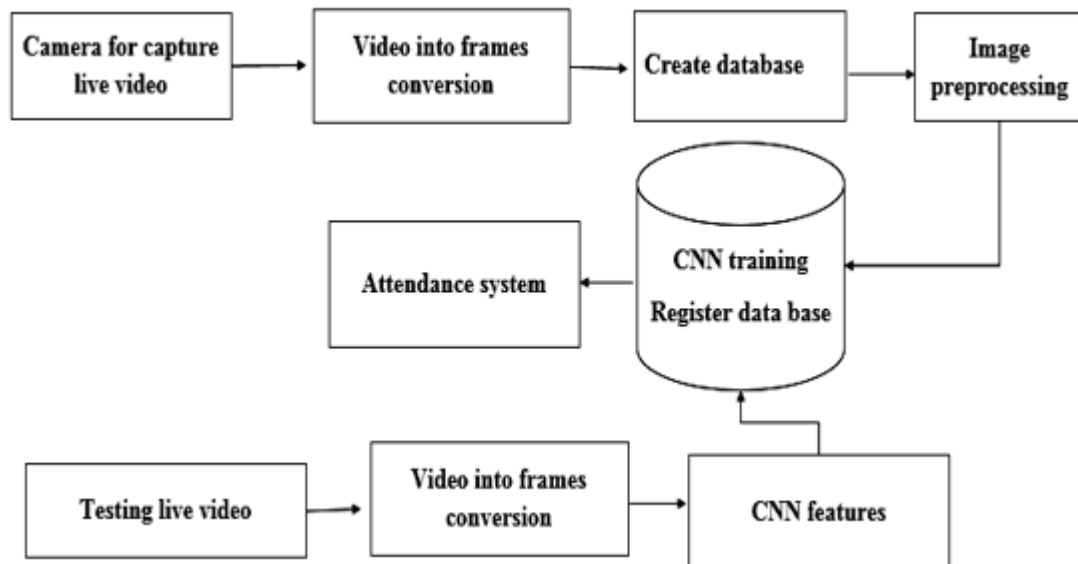 Camera for capture
live video
Video into frames
conversion
Create database
Image
preprocessing
Attendance system
CNN training
Register data base
Testing live video
Video into frames
conversion
CNN features